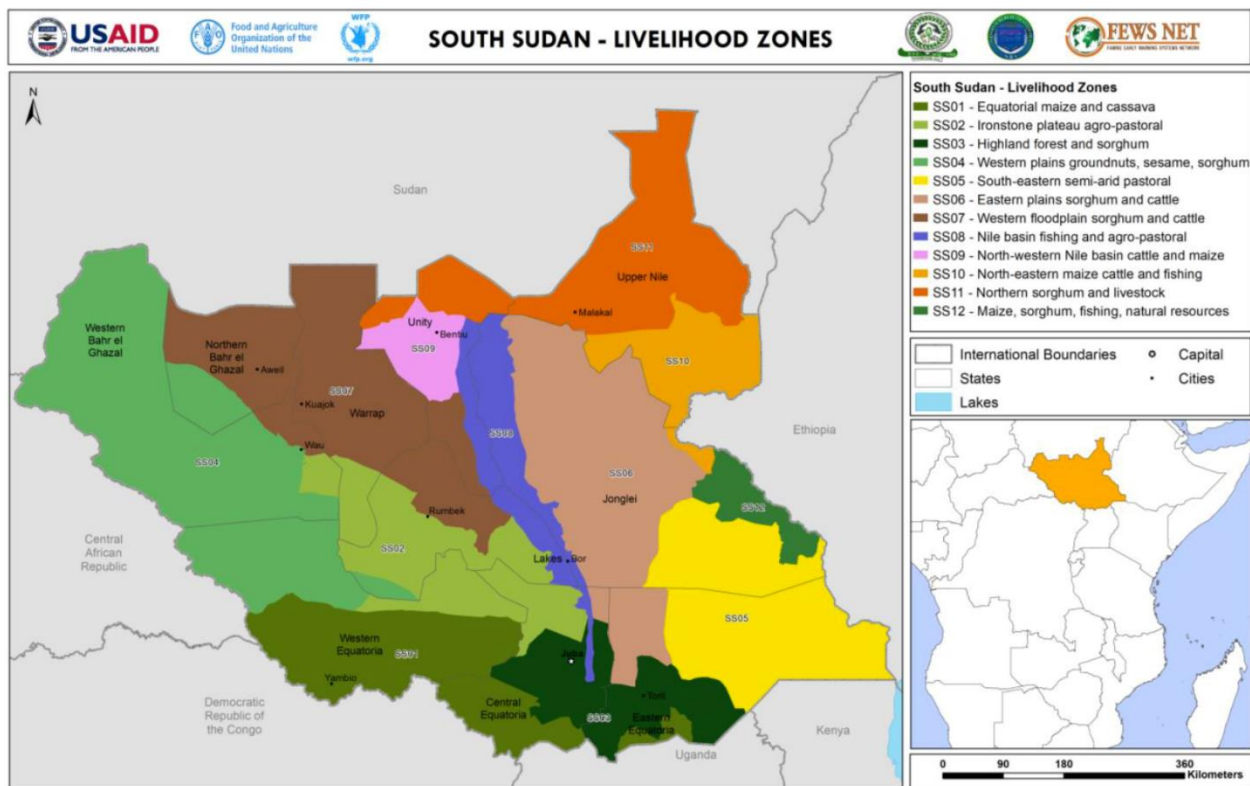 USAID
FROM THE AMERICAN PEOPLE
Food and Agriculture
Organization of the
United Nations
WFP
wfp.org
SOUTH SUDAN - LIVELIHOOD ZONES
FEWS NET
FAMINE EARLY WARNING SYSTEMS NETWORK
N
Sudan
SS11
Upper Nile
Malakal
Western
Bahr el
Ghazal
Northern
Bahr el
Ghazal
Aweil
Unity
Bentiu
SS09
SS10
SS07
Kuajok
Warrap
Wau
SS08
Ethiopia
SS04
SS06
Jonglei
Rumbek
SS12
Central
African
Republic
SS02
Lakes
Bor
SS05
Western
Equatoria
SS01
Juba
Yambio
Torit
Central
Equatoria
SS03
Eastern
Equatoria
Democratic
Republic of
the Congo
Uganda
Kenya
South Sudan - Livelihood Zones
SS01 - Equatorial maize and cassava
SS02 - Ironstone plateau agro-pastoral
SS03 - Highland forest and sorghum
SS04 - Western plains groundnuts, sesame, sorghum
SS05 - South-eastern semi-arid pastoral
SS06 - Eastern plains sorghum and cattle
SS07 - Western floodplain sorghum and cattle
SS08 - Nile basin fishing and agro-pastoral
SS09 - North-western Nile basin cattle and maize
SS10 - North-eastern maize cattle and fishing
SS11 - Northern sorghum and livestock
SS12 - Maize, sorghum, fishing, natural resources
International Boundaries
Capital
States
Cities
Lakes
0 90 180 360
Kilometers